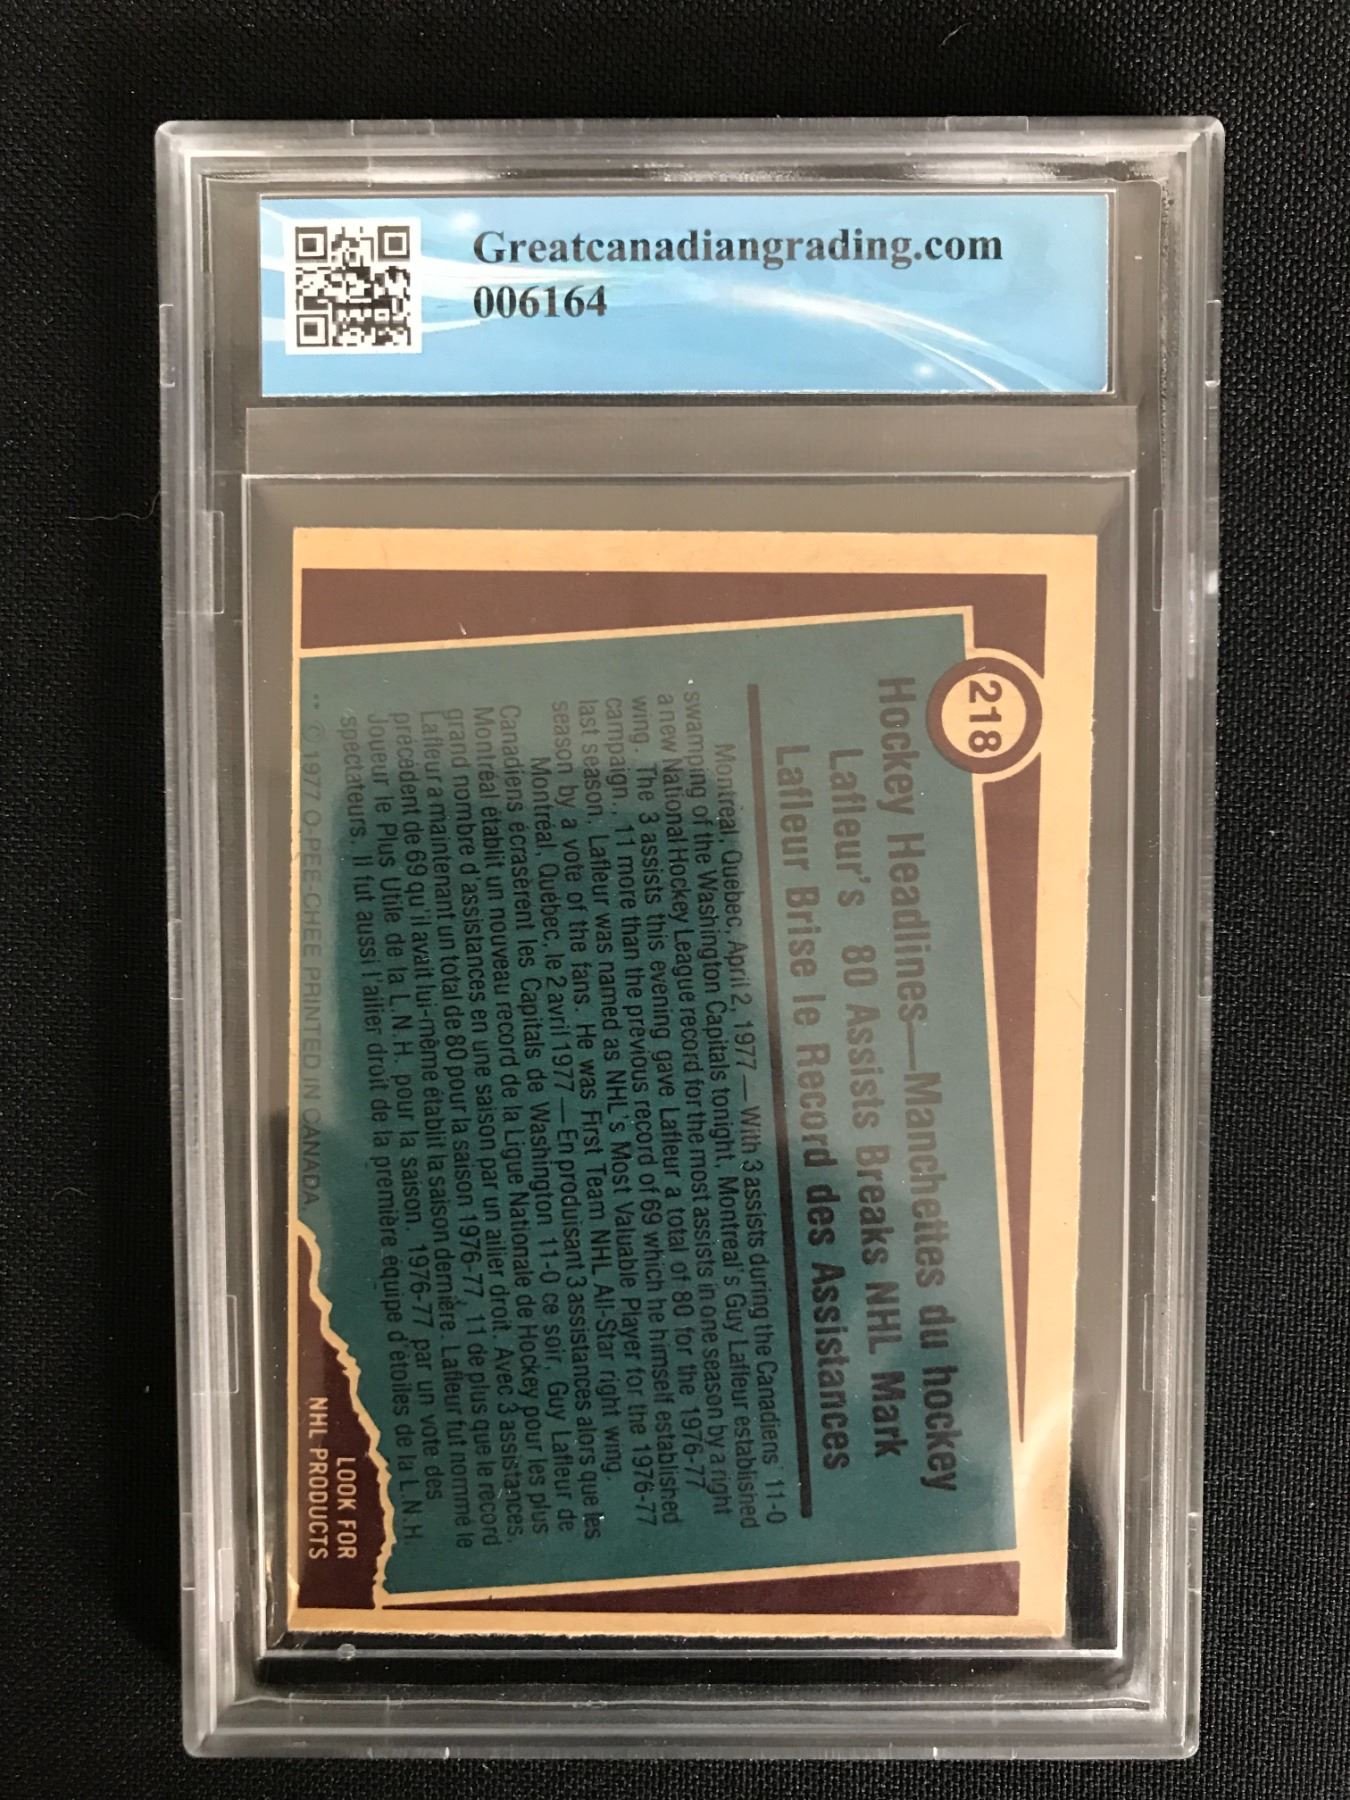 Greatcanadiangrading.com
006164
218
Hockey Headlines—Manchettes du hockey
Lafleur's 80 Assists Breaks NHL Mark
Lafleur Brise le Record des Assistances
Montreal, Quebec, April 2, 1977 — With 3 assists during the Canadiens' 11-0
swamping of the Washington Capitals tonight, Montreal's Guy Lafleur established
a new National Hockey League record for the most assists in one season by a right
wing. The 3 assists this evening gave Lafleur a total of 80 for the 1976-77
campaign, 11 more than the previous record of 69 which he himself established
last season. Lafleur was named as NHL's Most Valuable Player for the 1976-77
season by a vote of the fans. He was First Team NHL All-Star right wing.
Montréal, Québec, le 2 avril 1977 — En produisant 3 assistances alors que les
Canadiens écrasèrent les Capitals de Washington 11-0 ce soir, Guy Lafleur de
Montréal établit un nouveau record de la Ligue Nationale de Hockey pour les plus
grand nombre d'assistances en une saison par un ailier droit. Avec 3 assistances,
Lafleur a maintenant un total de 80 pour la saison 1976-77, 11 de plus que le record
précédent de 69 qu'il avait lui-même établit la saison dernière. Lafleur fut nommé le
Joueur le Plus Utile de la L.N.H. pour la saison. 1976-77 par un vote des
spectateurs. Il fut aussi l'ailier droit de la première équipe d'étoiles de la L.N.H.
** © 1977 O-PEE-CHEE PRINTED IN CANADA
LOOK FOR
NHL PRODUCTS